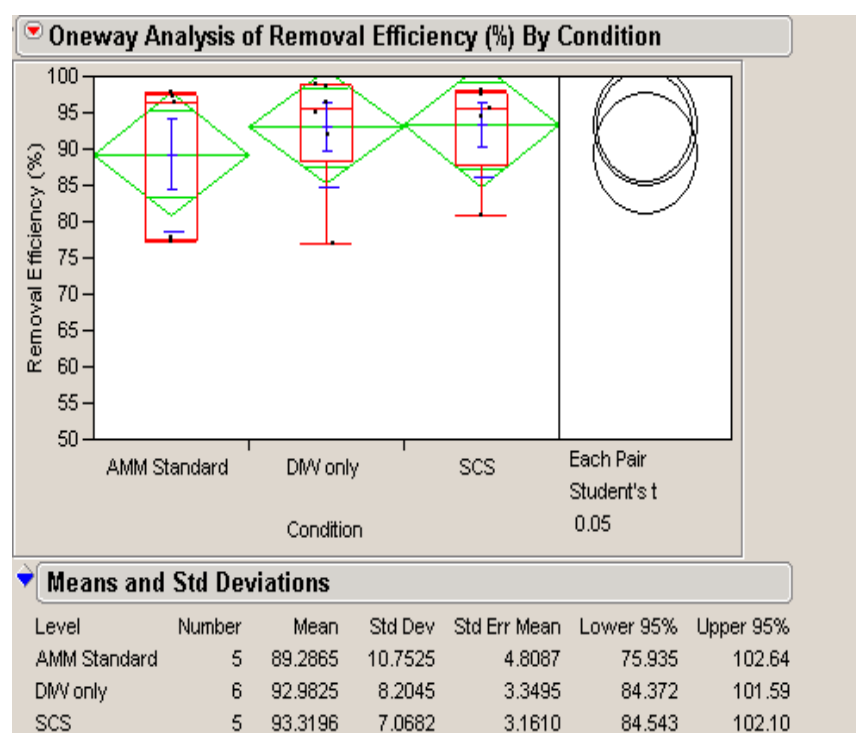 Oneway Analysis of Removal Efficiency (%) By Condition
100
95
90
85
80
75
70
65
60
55
50
Removal Efficiency (%)
AMM Standard DIW only SCS Each Pair
Student's t
0.05
Condition
Means and Std Deviations
Level Number Mean Std Dev Std Err Mean Lower 95% Upper 95%
AMM Standard 5 89.2865 10.7525 4.8087 75.935 102.64
DIW only 6 92.9825 8.2045 3.3495 84.372 101.59
SCS 5 93.3196 7.0682 3.1610 84.543 102.10